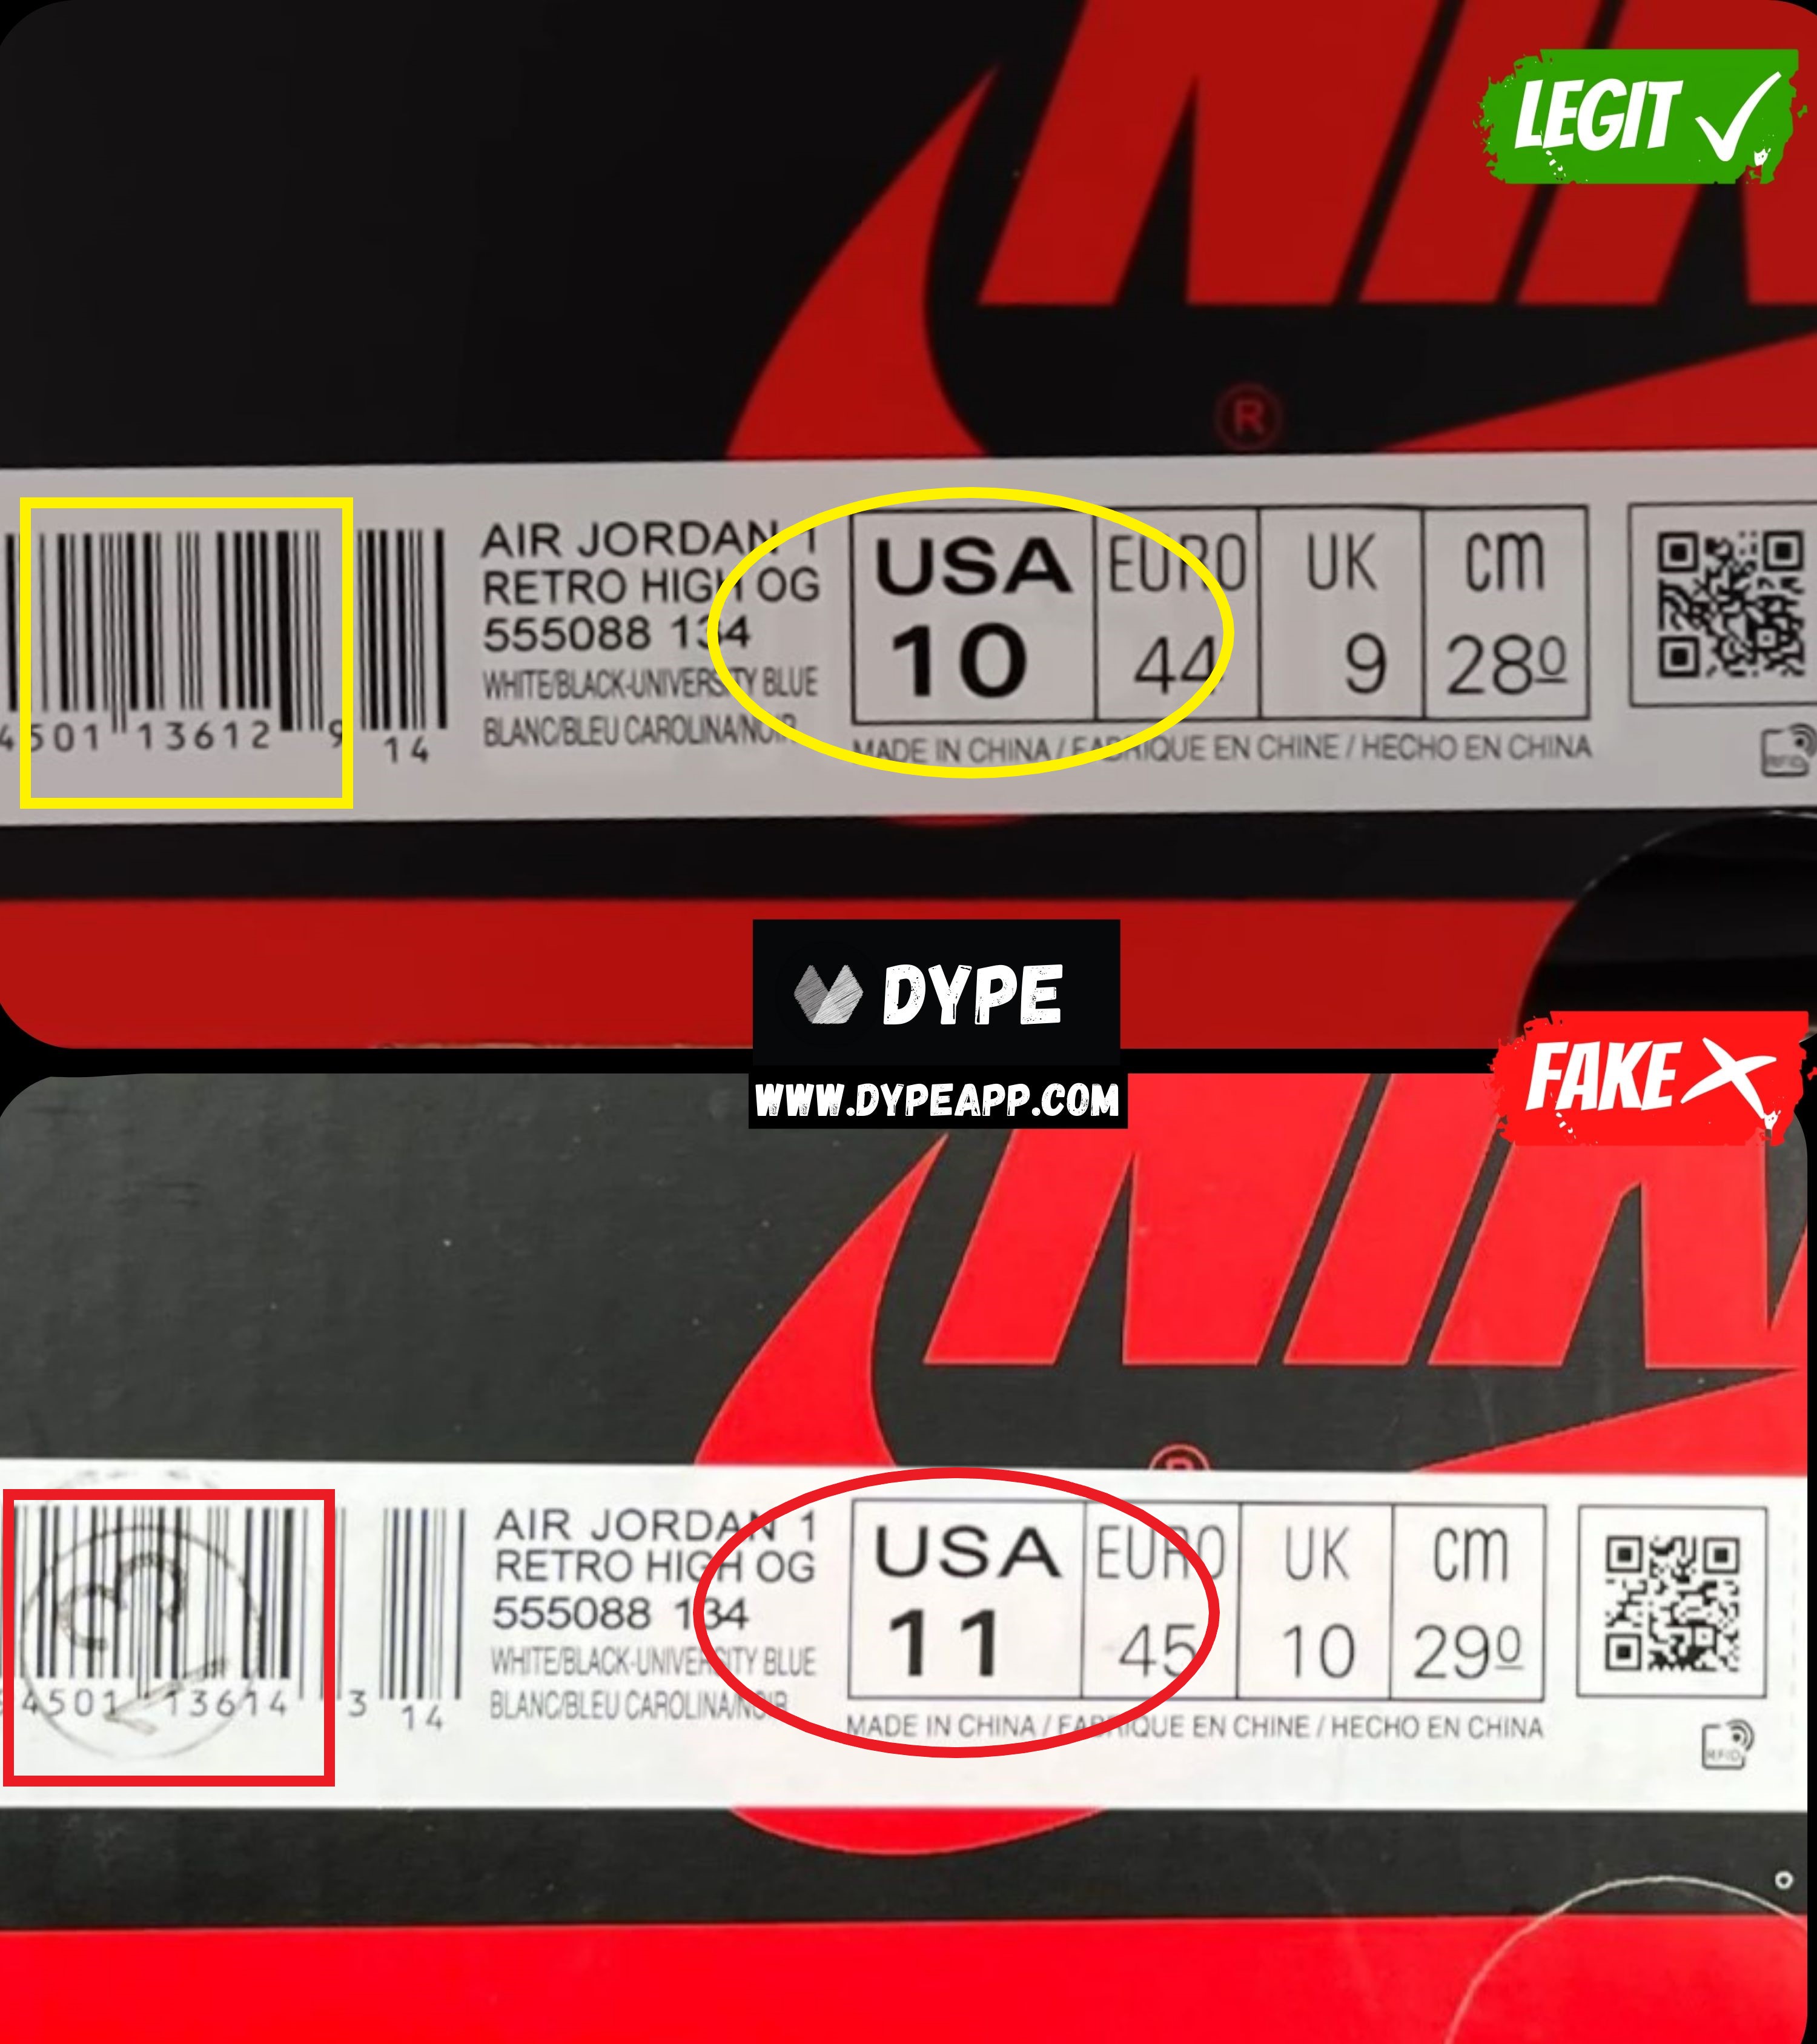 NIK
LEGIT
®
4501 13612 9 14
AIR JORDAN 1
RETRO HIGH OG
555088 134
WHITE/BLACK-UNIVERSITY BLUE
BLANC/BLEU CAROLINA/NOIR
USA EURO UK cm
10 44 9 280
MADE IN CHINA / FABRIQUE EN CHINE / HECHO EN CHINA
RFID
DYPE
WWW.DYPEAPP.COM
FAKE
NIK
®
4501 13614 3 14
AIR JORDAN 1
RETRO HIGH OG
555088 134
WHITE/BLACK-UNIVERSITY BLUE
BLANC/BLEU CAROLINA/NOIR
USA EURO UK cm
11 45 10 290
MADE IN CHINA / FABRIQUE EN CHINE / HECHO EN CHINA
RFID